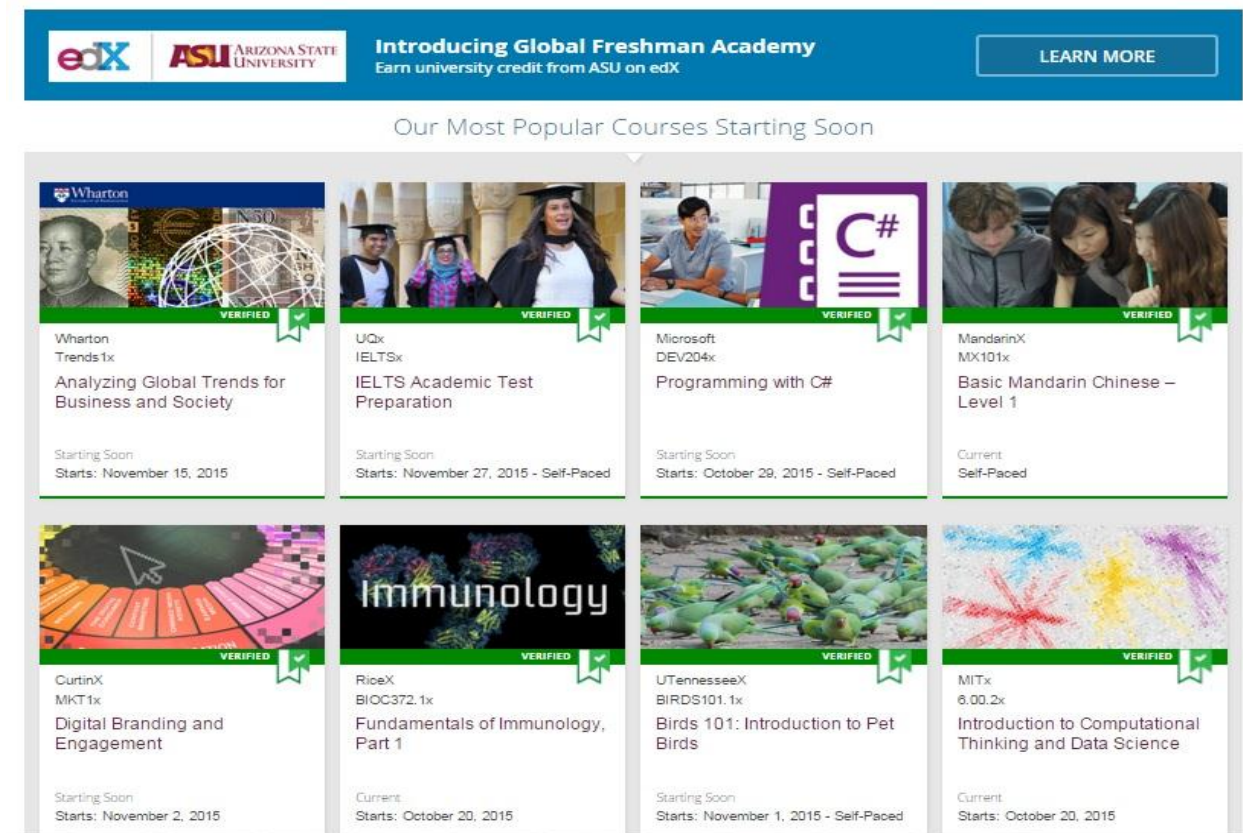 edX
ASU ARIZONA STATE UNIVERSITY
Introducing Global Freshman Academy
Earn university credit from ASU on edX
LEARN MORE
Our Most Popular Courses Starting Soon
Wharton
N50
VERIFIED
Wharton
Trends1x
Analyzing Global Trends for
Business and Society
Starting Soon
Starts: November 15, 2015
VERIFIED
UQx
IELTSx
IELTS Academic Test
Preparation
Starting Soon
Starts: November 27, 2015 - Self-Paced
C#
VERIFIED
Microsoft
DEV204x
Programming with C#
Starting Soon
Starts: October 29, 2015 - Self-Paced
VERIFIED
MandarinX
MX101x
Basic Mandarin Chinese –
Level 1
Current
Self-Paced
VERIFIED
CurtinX
MKT1x
Digital Branding and
Engagement
Starting Soon
Starts: November 2, 2015
Immunology
VERIFIED
RiceX
BIOC372.1x
Fundamentals of Immunology,
Part 1
Current
Starts: October 20, 2015
VERIFIED
UTennesseeX
BIRDS101.1x
Birds 101: Introduction to Pet
Birds
Starting Soon
Starts: November 1, 2015 - Self-Paced
VERIFIED
MITx
6.00.2x
Introduction to Computational
Thinking and Data Science
Current
Starts: October 20, 2015